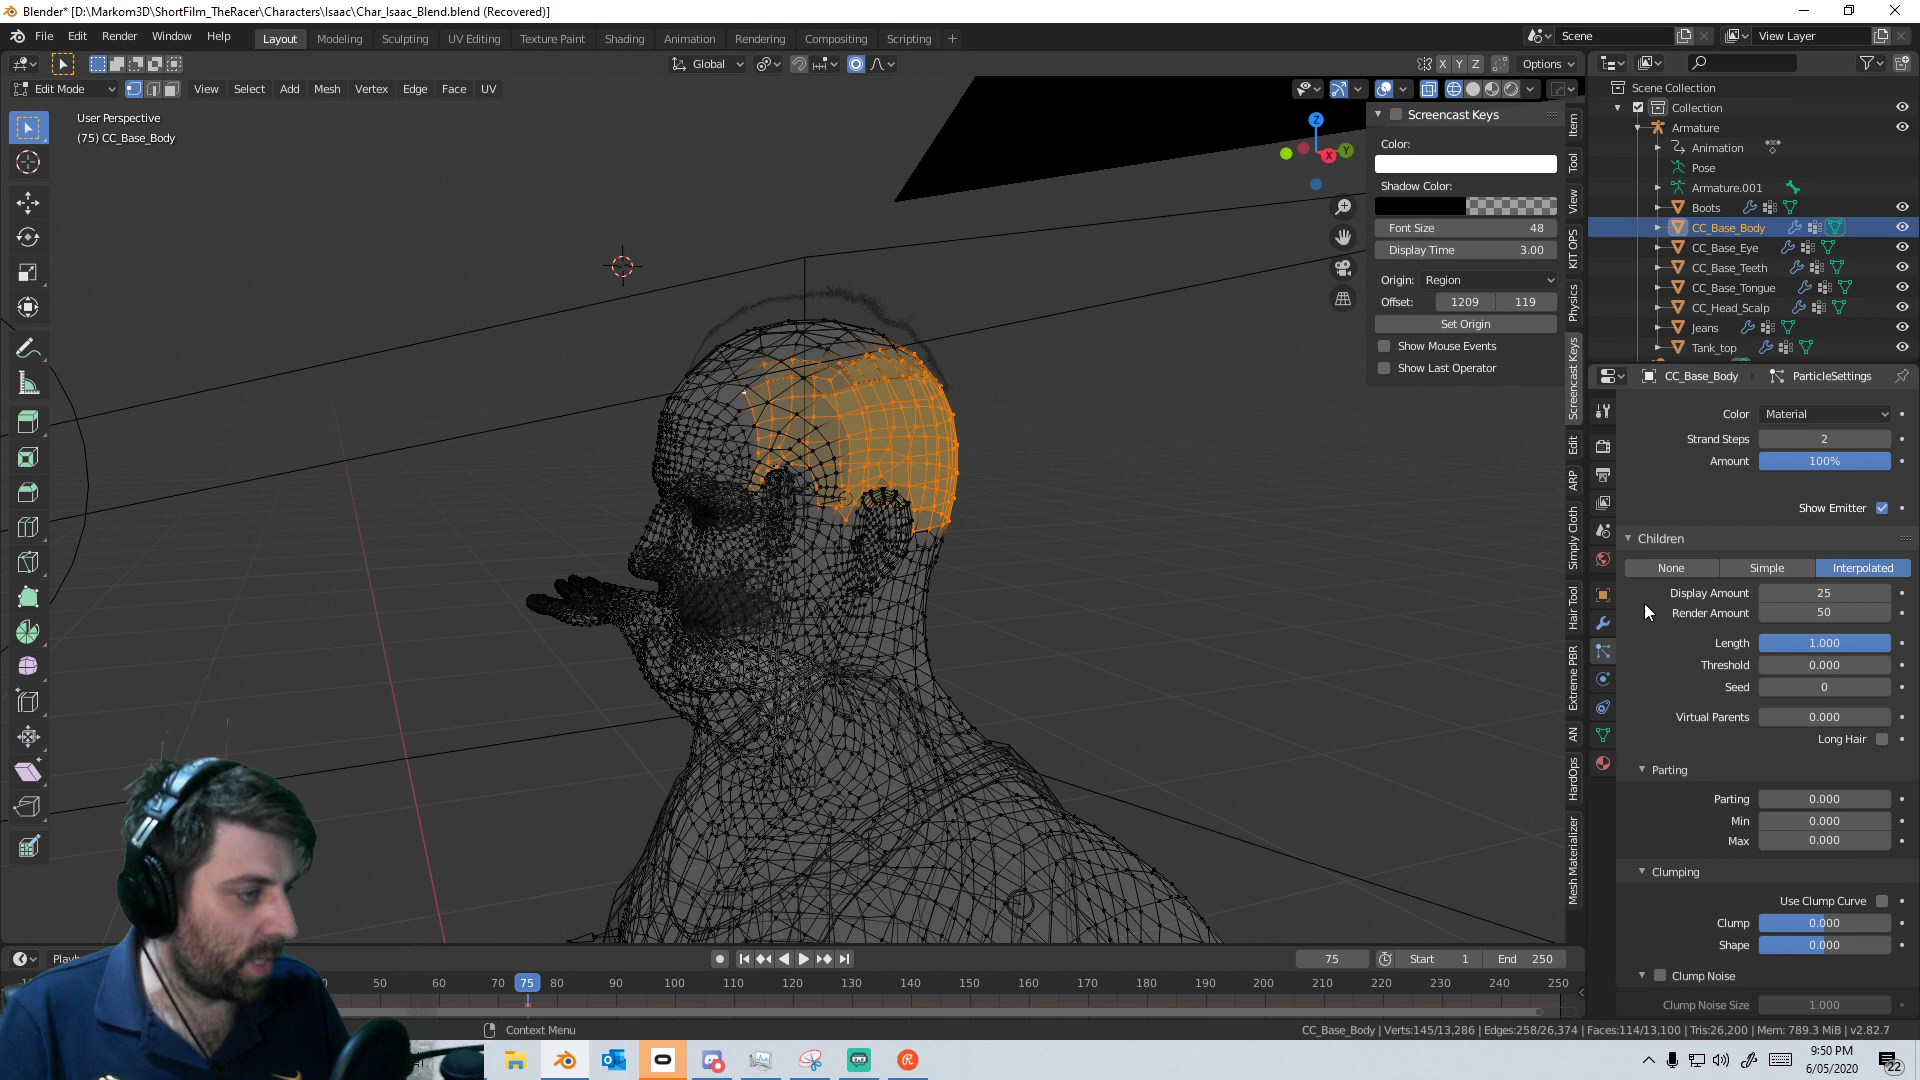 Blender* [D:\Markom3D\ShortFilm_TheRacer\Characters\Isaac\Char_Isaac_Blend.blend (Recovered)]
File Edit Render Window Help
Layout Modeling Sculpting UV Editing Texture Paint Shading Animation Rendering Compositing Scripting +
Scene
View Layer
Global
X Y Z
Options
Edit Mode
View Select Add Mesh Vertex Edge Face UV
User Perspective
(75) CC_Base_Body
Z
X
Y
Screencast Keys
Color:
Shadow Color:
Font Size 48
Display Time 3.00
Origin: Region
Offset: 1209 119
Set Origin
Show Mouse Events
Show Last Operator
Item
Tool
View
KIT OPS
Physics
Screencast Keys
Edit
ARP
Simply Cloth
Hair Tool
Extreme PBR
AN
HardOps
Mesh Materializer
Scene Collection
Collection
Armature
Animation
Pose
Armature.001
Boots
CC_Base_Body
CC_Base_Eye
CC_Base_Teeth
CC_Base_Tongue
CC_Head_Scalp
Jeans
Tank_top
CC_Base_Body ParticleSettings
Color Material
Strand Steps 2
Amount 100%
Show Emitter
Children
None Simple Interpolated
Display Amount 25
Render Amount 50
Length 1.000
Threshold 0.000
Seed 0
Virtual Parents 0.000
Long Hair
Parting
Parting 0.000
Min 0.000
Max 0.000
Clumping
Use Clump Curve
Clump 0.000
Shape 0.000
Clump Noise
Clump Noise Size 1.000
75 Start 1 End 250
50 60 70 75 80 90 100 110 120 130 140 150 160 170 180 190 200 210 220 230 240 250
Context Menu
CC_Base_Body | Verts:145/13,286 | Edges:258/26,374 | Faces:114/13,100 | Tris:26,200 | Mem: 789.3 MiB | v2.82.7
9:50 PM
6/05/2020
22